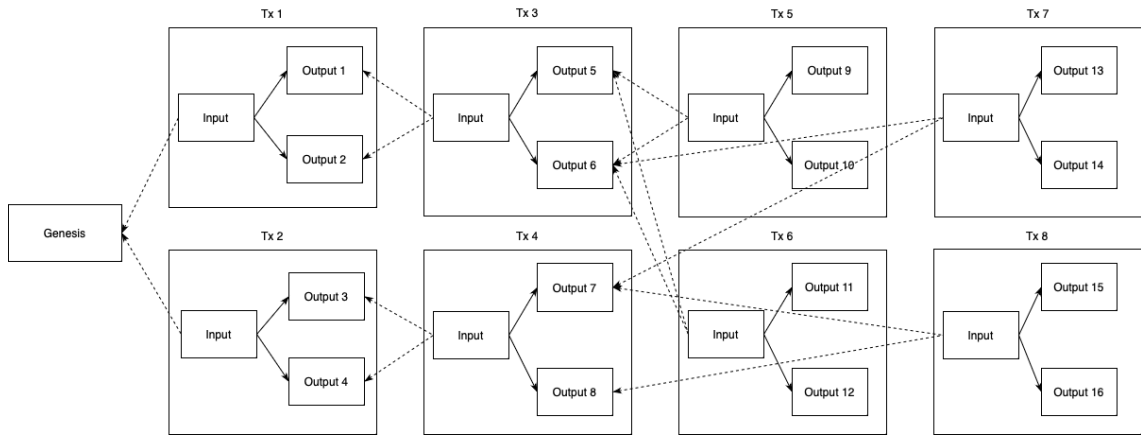 Tx 1
Tx 3
Tx 5
Tx 7
Output 1
Output 5
Output 9
Output 13
Input
Input
Input
Input
Output 2
Output 6
Output 10
Output 14
Genesis
Tx 2
Tx 4
Tx 6
Tx 8
Output 3
Output 7
Output 11
Output 15
Input
Input
Input
Input
Output 4
Output 8
Output 12
Output 16